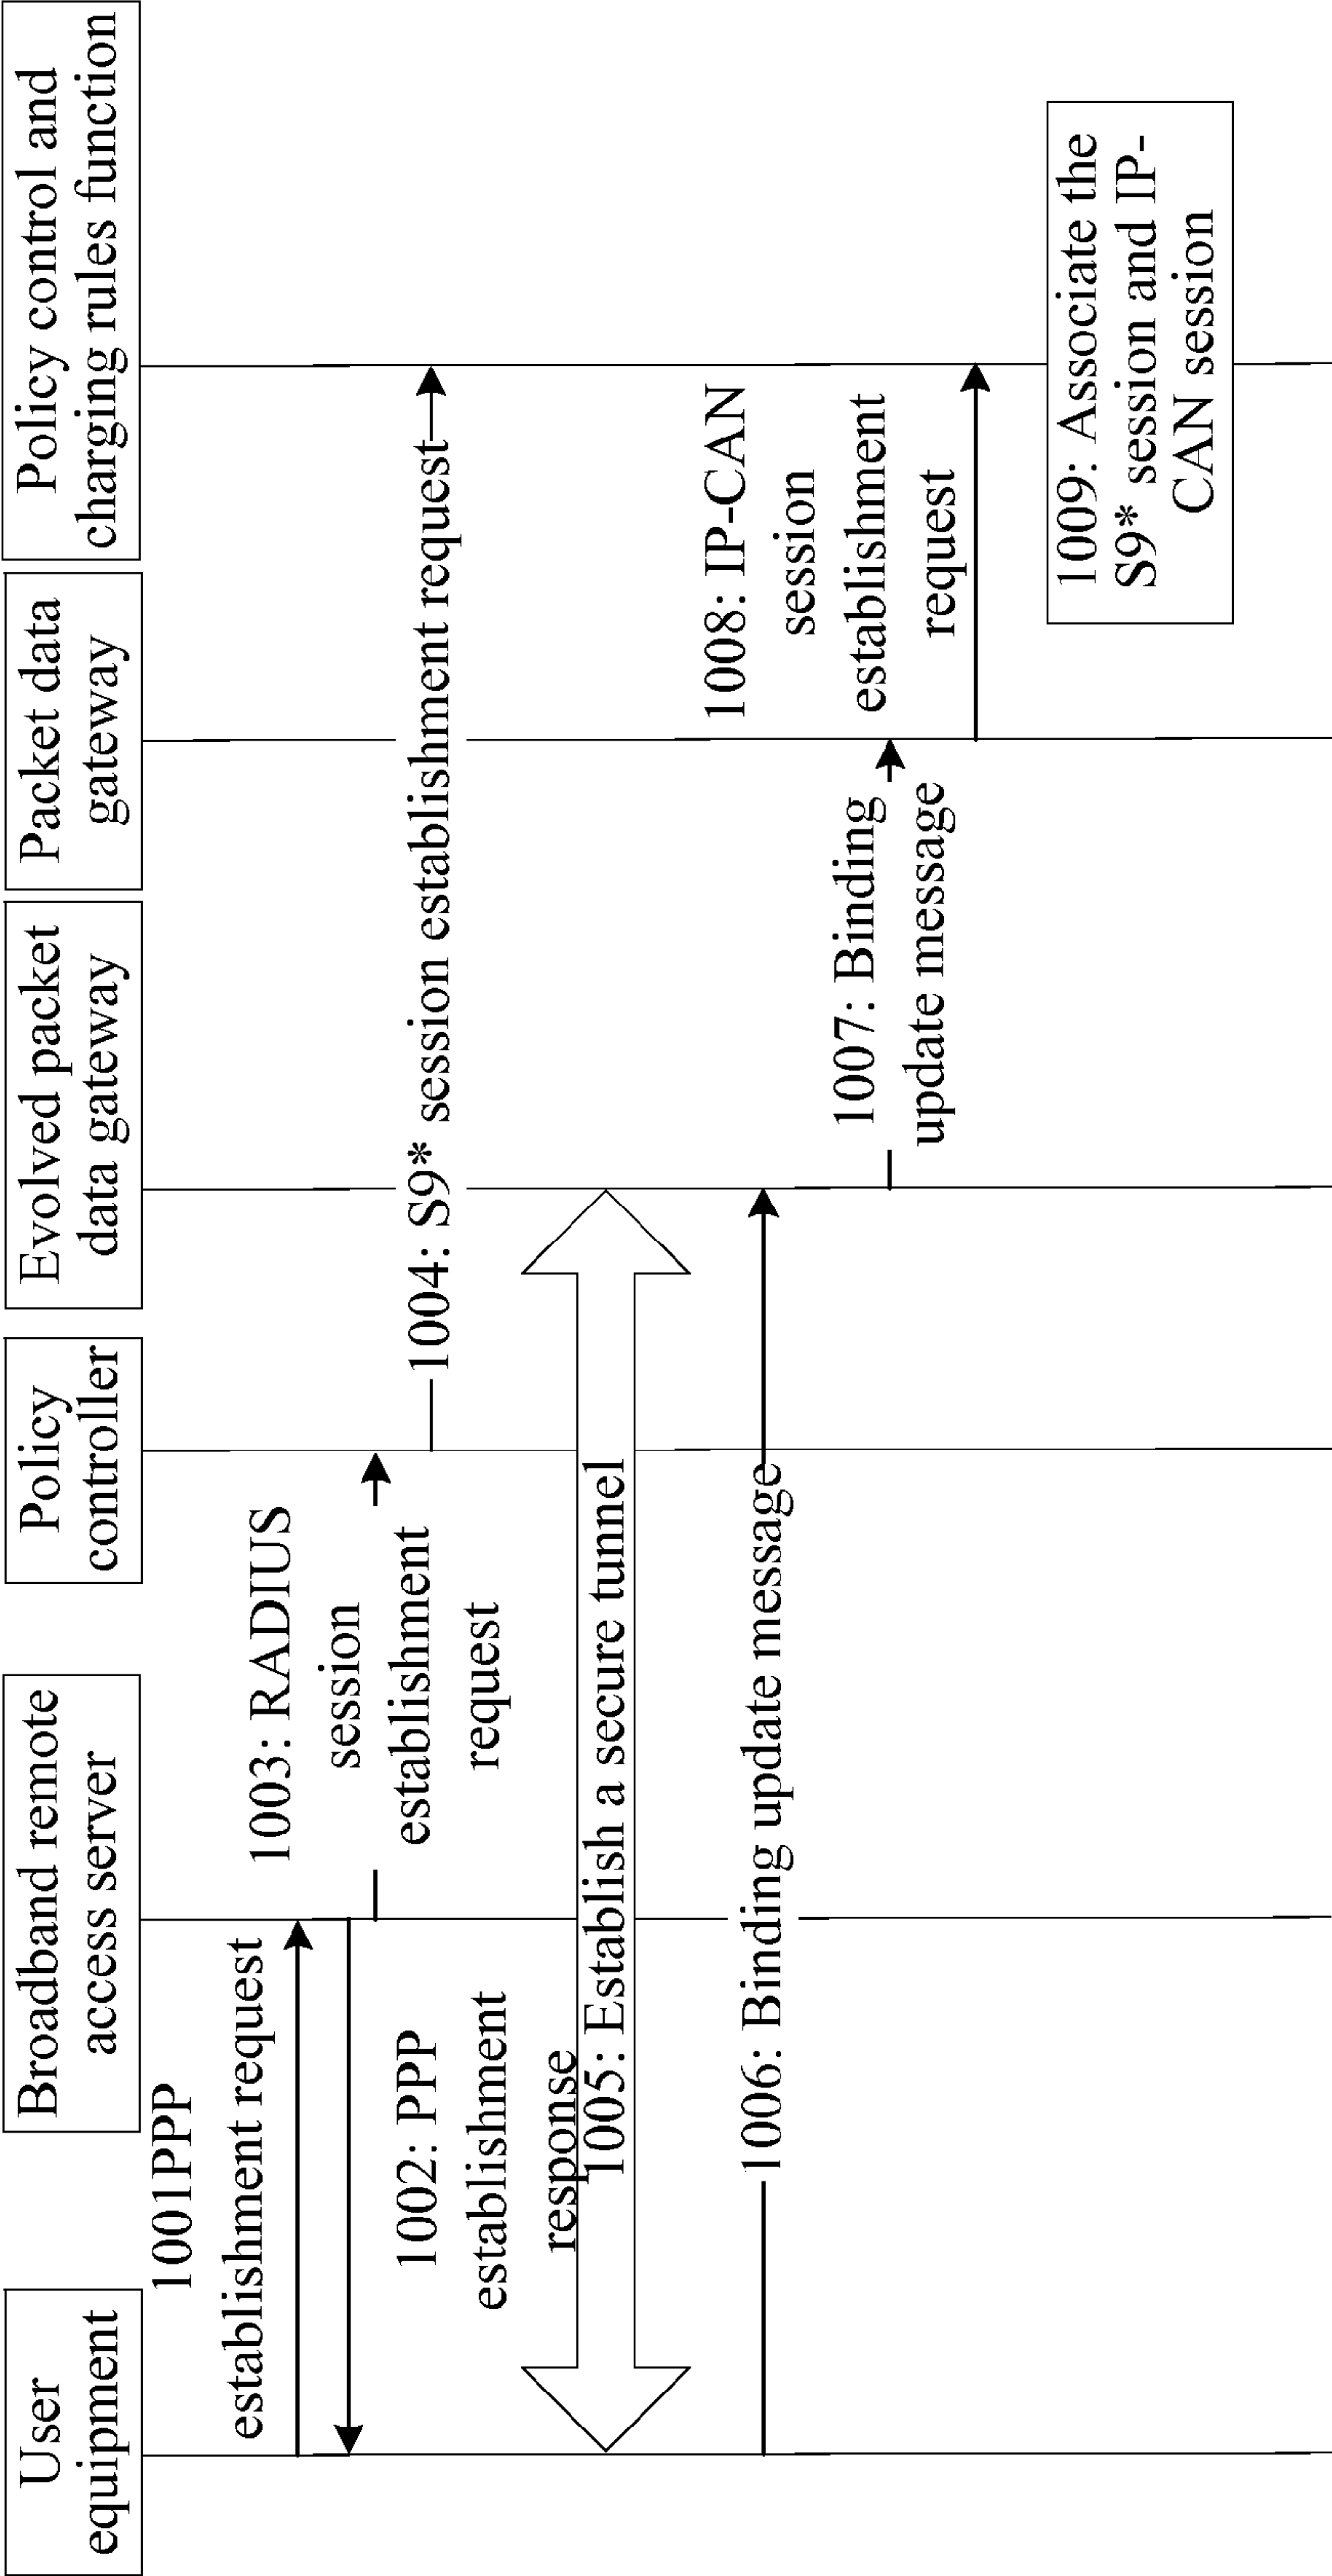 User
equipment
Broadband remote
access server
Policy
controller
Evolved packet
data gateway
Packet data
gateway
Policy control and
charging rules function
1001PPP
establishment request
1002: PPP
establishment
response
1003: RADIUS
session
establishment
request
1004: S9* session establishment request
1005: Establish a secure tunnel
1006: Binding update message
1007: Binding
update message
1008: IP-CAN
session
establishment
request
1009: Associate the
S9* session and IP-
CAN session